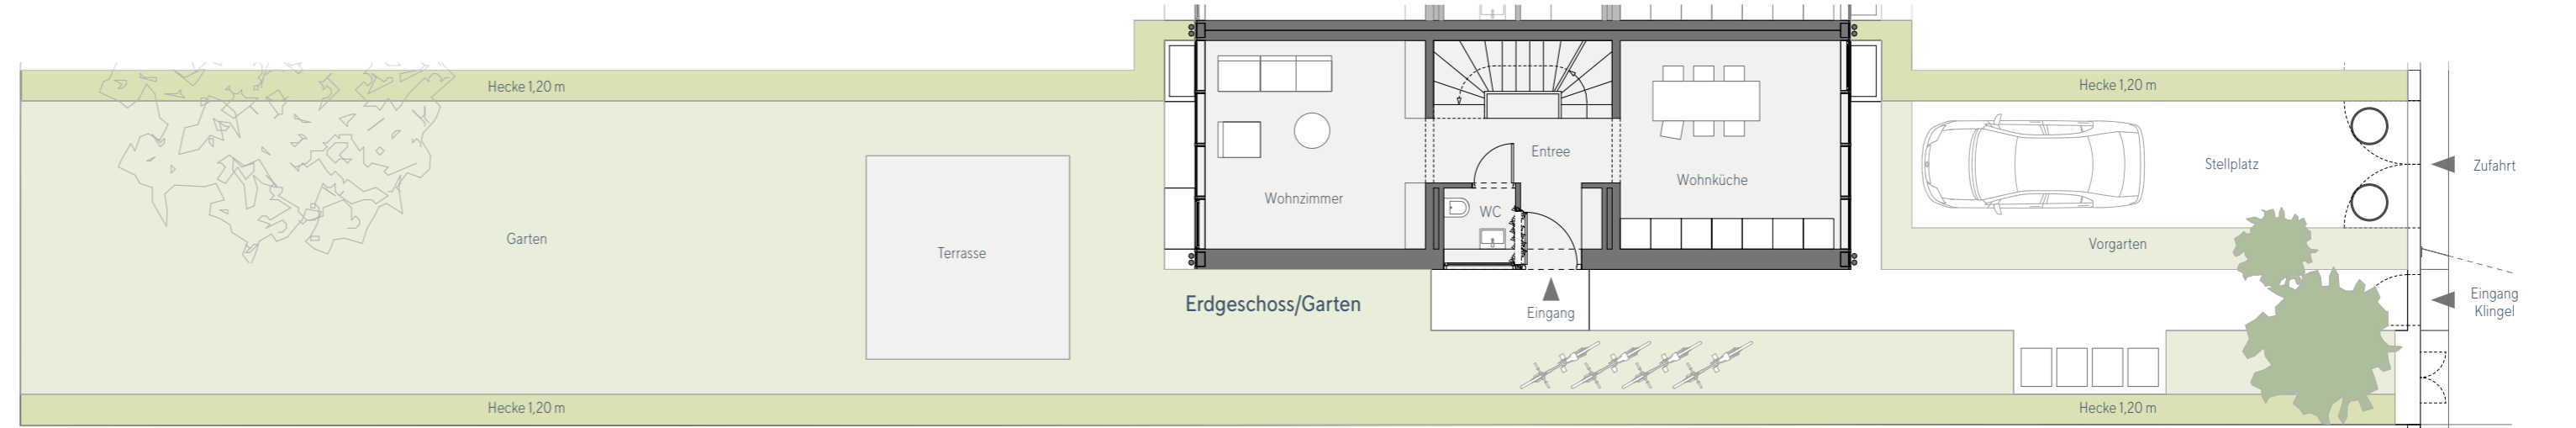 Hecke 1,20 m
Hecke 1,20 m
Entree
Stellplatz
Zufahrt
Wohnküche
Wohnzimmer
WC
Garten
Terrasse
Vorgarten
Erdgeschoss/Garten
Eingang
Eingang
Klingel
Hecke 1,20 m
Hecke 1,20 m